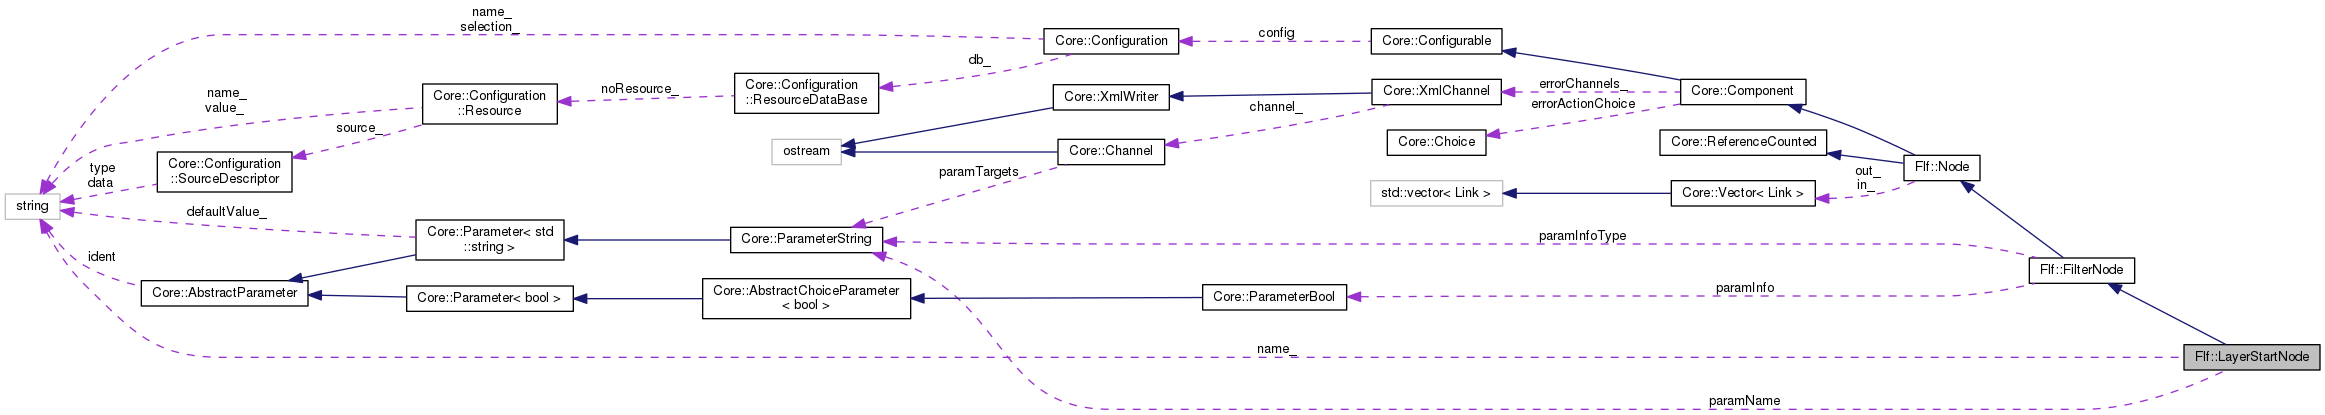 name_
selection_
Core::Configuration
config
Core::Configurable
db_
Core::Configuration
::ResourceDataBase
noResource_
Core::Configuration
::Resource
name_
value_
source_
Core::XmlWriter
Core::XmlChannel
errorChannels_
Core::Component
channel_
errorActionChoice
ostream
Core::Channel
Core::Choice
Core::ReferenceCounted
Core::Configuration
::SourceDescriptor
type
data
string
paramTargets
std::vector< Link >
Core::Vector< Link >
out_
in_
Flf::Node
defaultValue_
Core::Parameter< std
::string >
Core::ParameterString
paramInfoType
Flf::FilterNode
ident
Core::AbstractParameter
Core::Parameter< bool >
Core::AbstractChoiceParameter
< bool >
Core::ParameterBool
paramInfo
name_
Flf::LayerStartNode
paramName